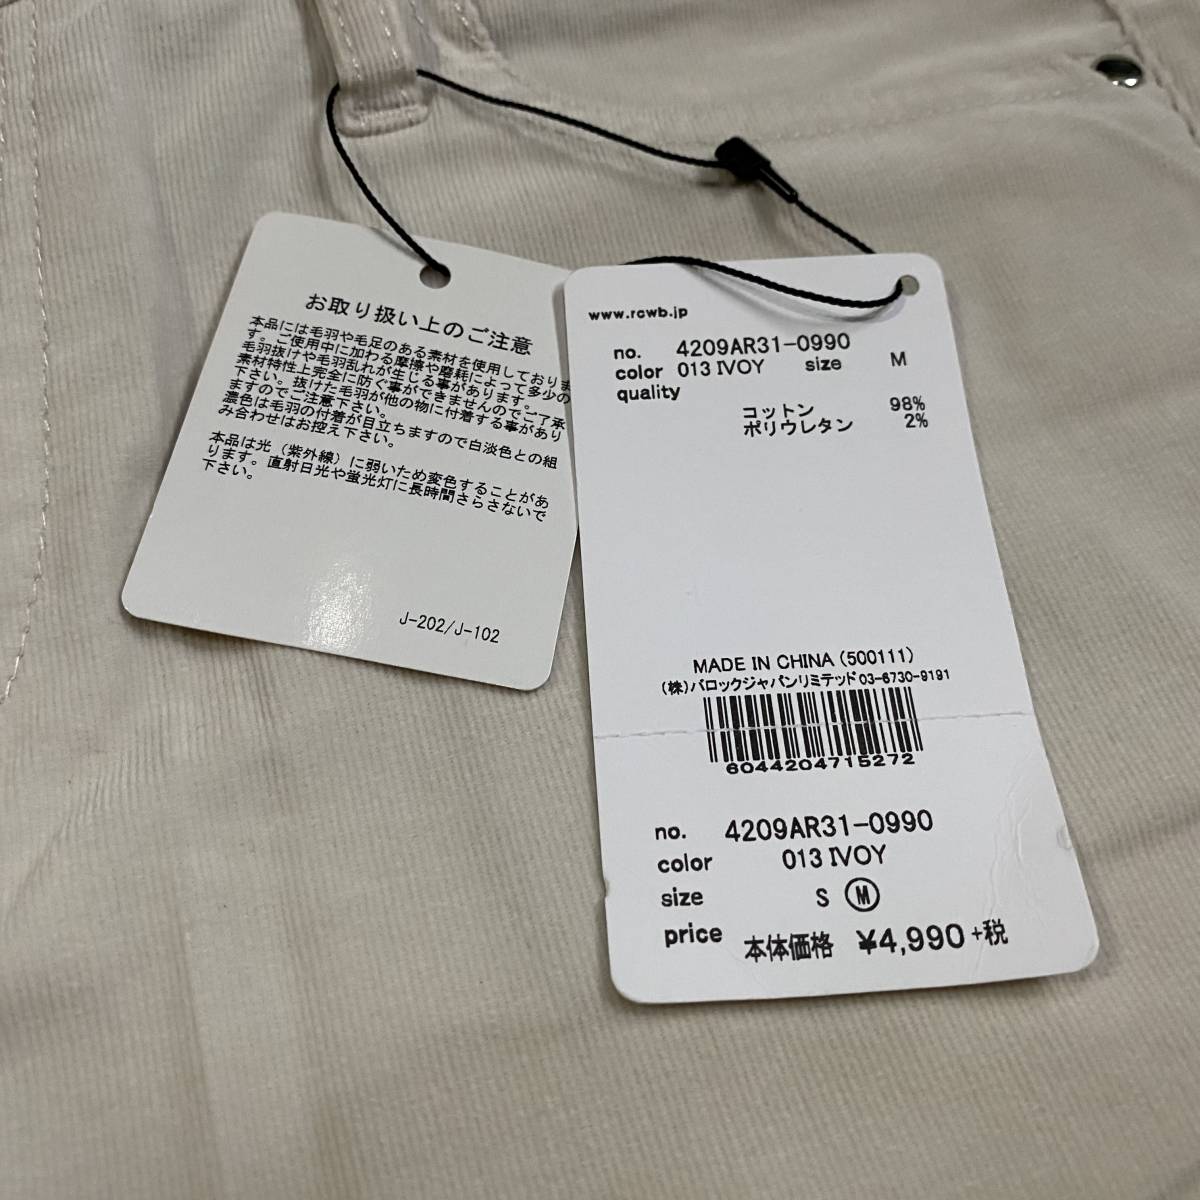 お取り扱い上のご注意
本品には毛羽や毛足のある素材を使用しておりま
す。ご使用中に加わる摩擦や磨耗によって多少の
毛羽抜けや毛羽乱れが生じる事があります。
素材特性上完全に防ぐ事ができませんのでご了承
下さい。抜けた毛羽が他の物に付着する事があり
ますのでご注意下さい。
濃色は毛羽の付着が目立ちますので白淡色との組
み合わせはお控え下さい。
本品は光（紫外線）に弱いため変色することがあ
ります。直射日光や蛍光灯に長時間さらさないで
下さい。
J-202/J-102
www.rcwb.jp
no. 4209AR31-0990
color 013 IVOY size M
quality
コットン 98%
ポリウレタン 2%
MADE IN CHINA (500111)
(株)バロックジャパンリミテッド 03-6730-9191
6044204715272
no. 4209AR31-0990
color 013 IVOY
size S Ⓜ
price 本体価格 ¥4,990 +税